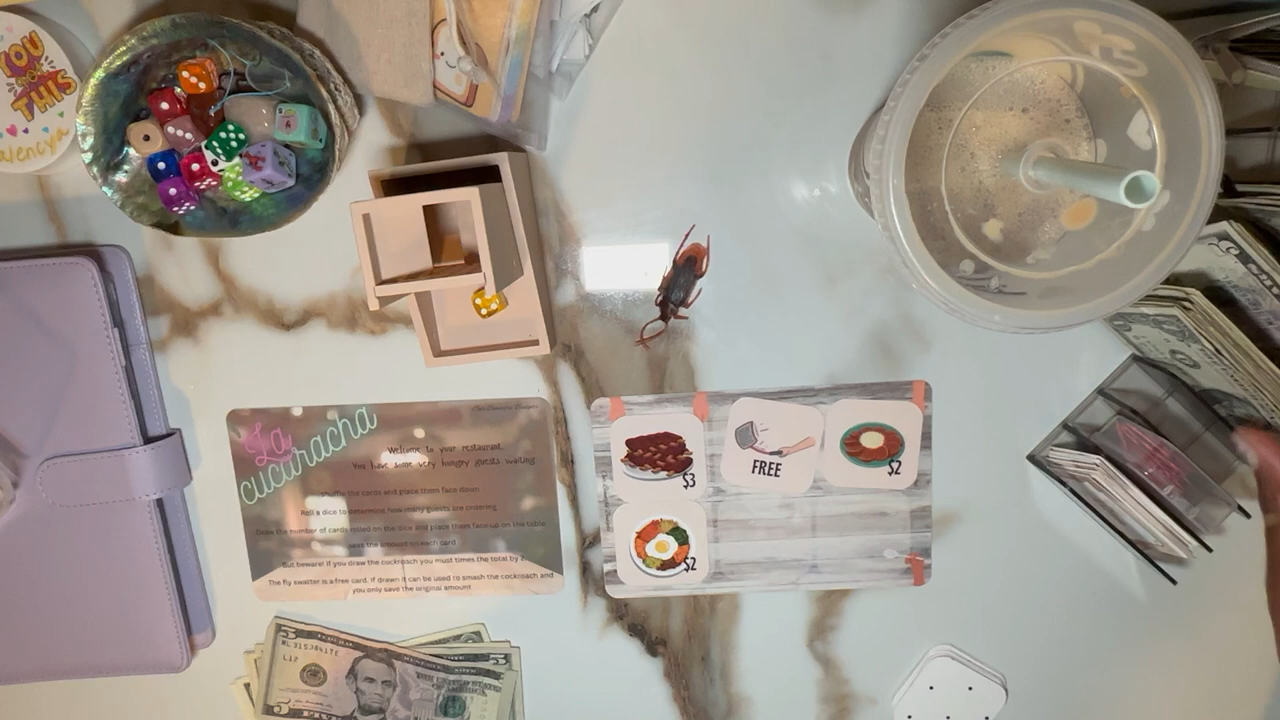 YOU
GOT
THIS
alencya
La
cucuracha
Welcome to your restaurant.
You have some very hungry guests waiting
Shuffle the cards and place them face down
Roll a dice to determine how many guests are ordering
Draw the number of cards rolled on the dice and place them face up on the table
Save the amount on each card
But beware! If you draw the cockroach you must times the total by 2
The fly swatter is a free card. If drawn it can be used to smash the cockroach and
you only save the original amount
$3
FREE
$2
$2
5
L12
FIVE